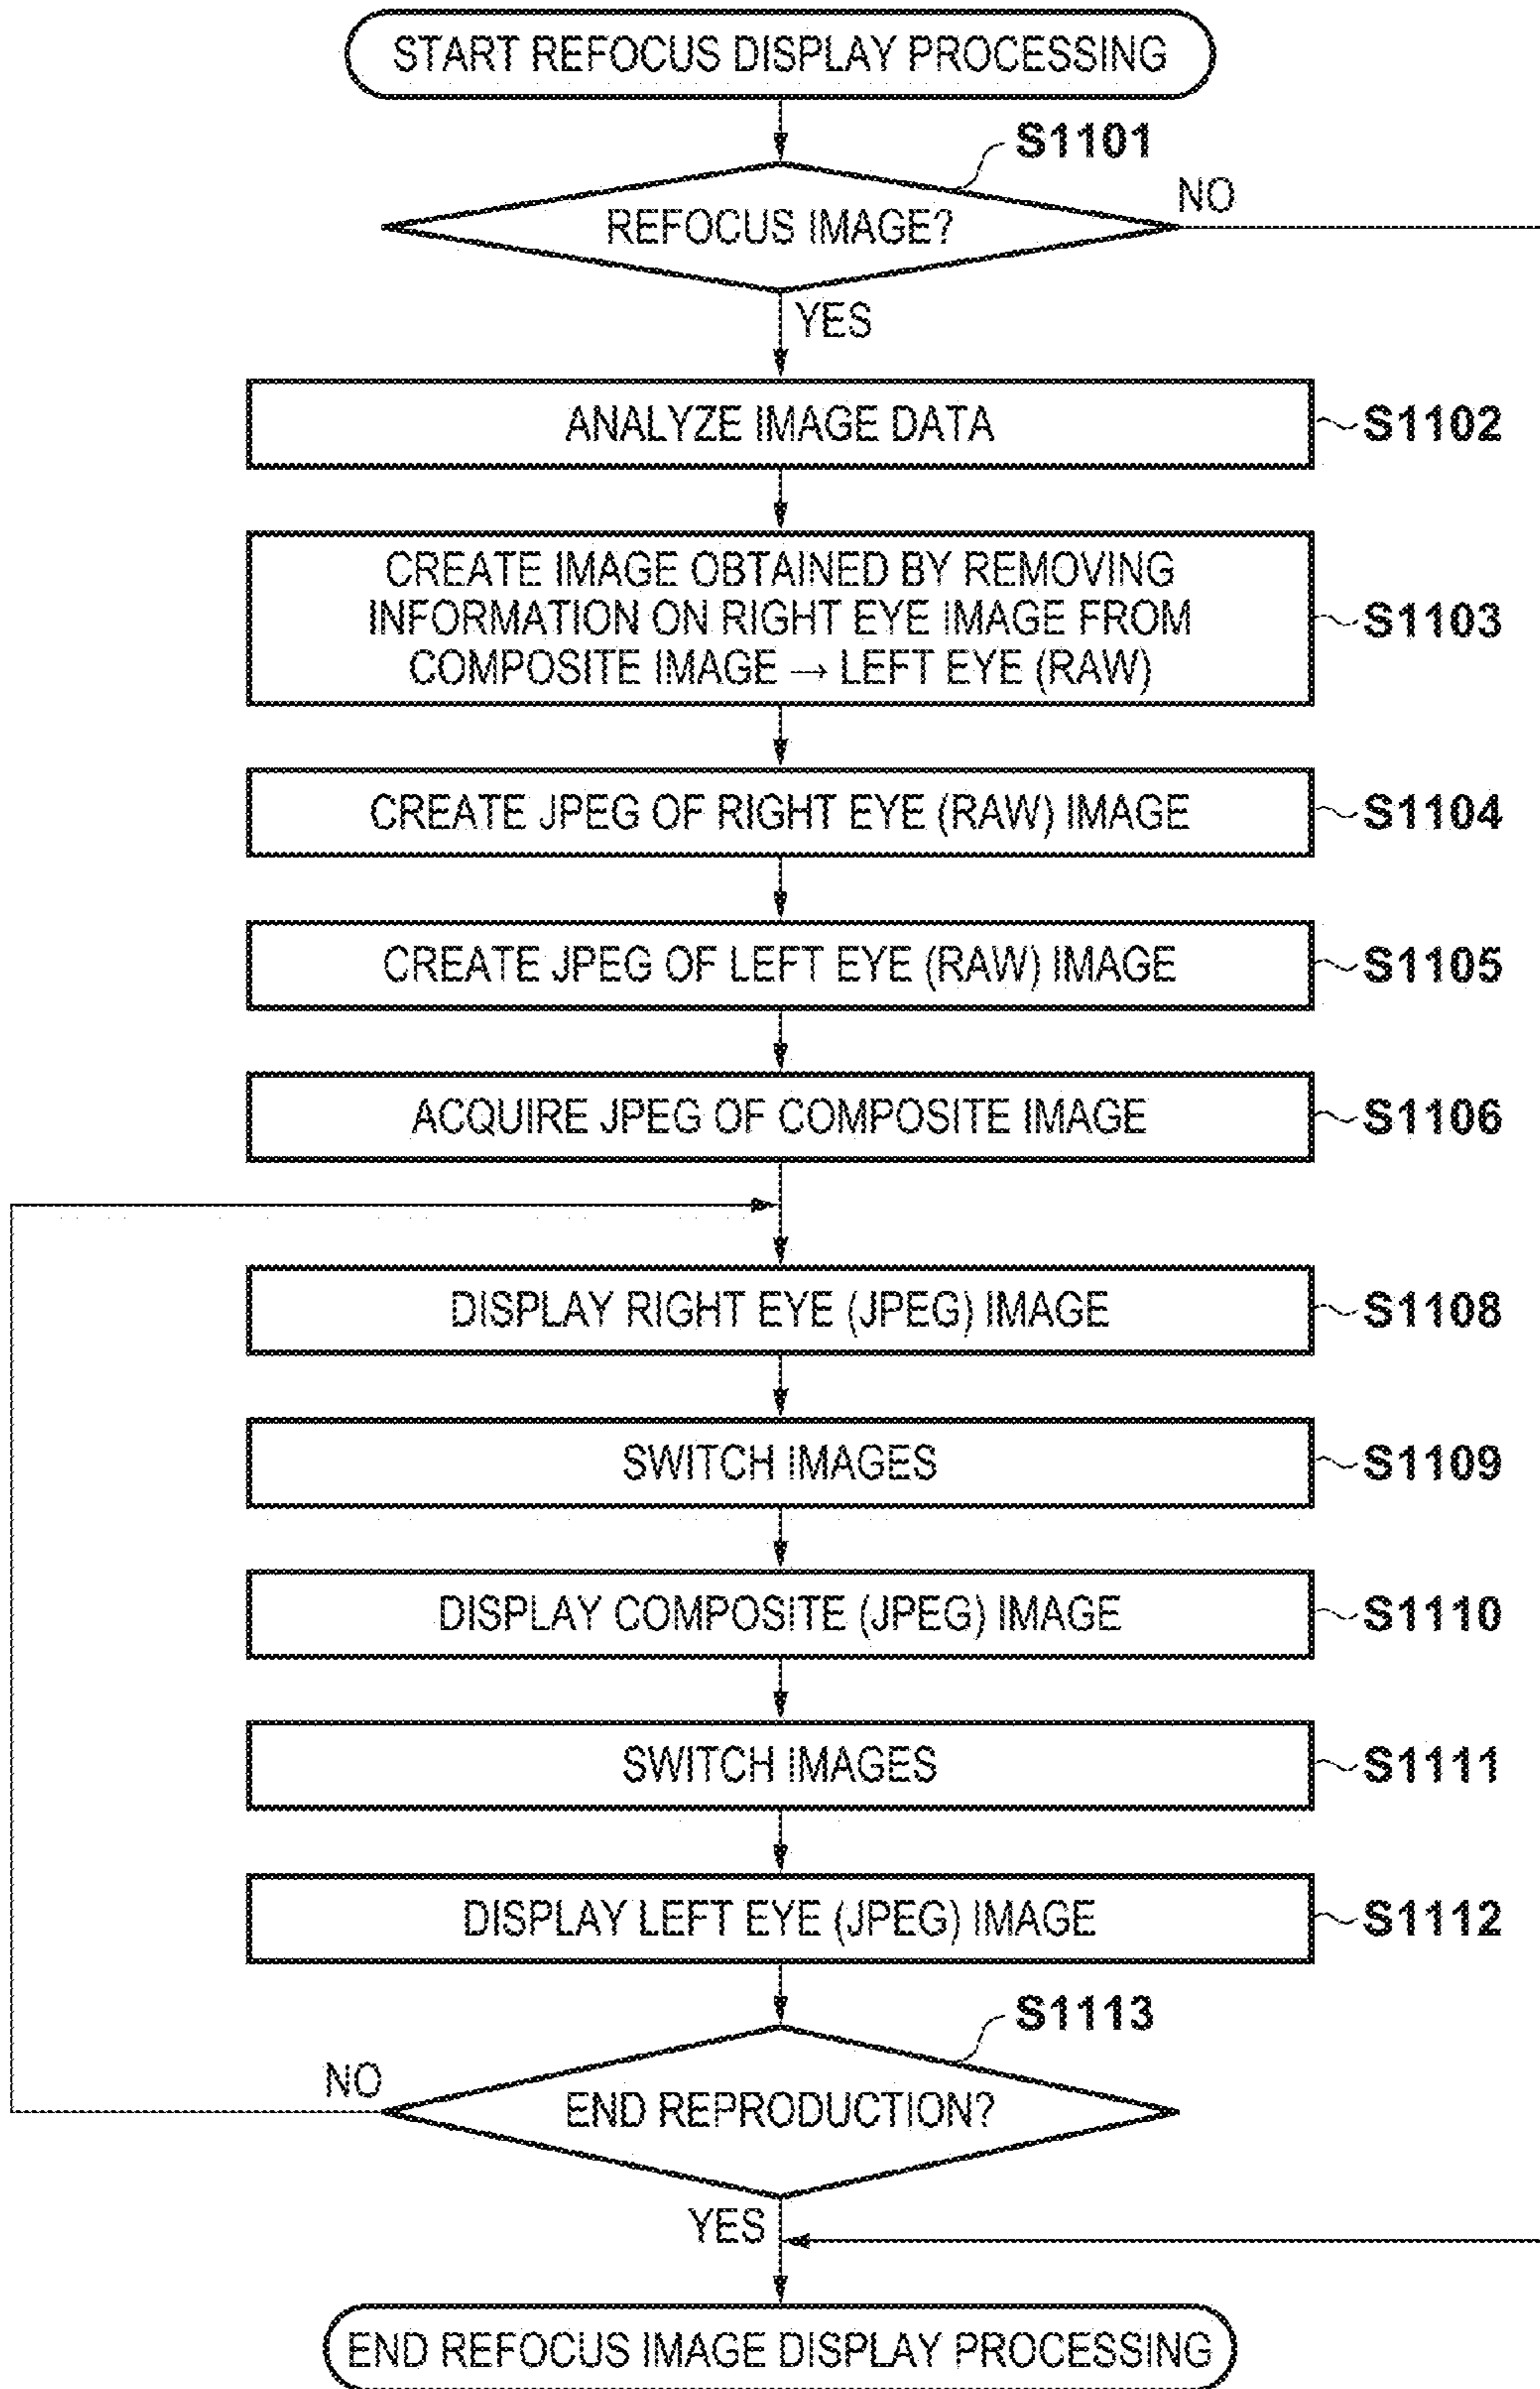 START REFOCUS DISPLAY PROCESSING
S1101
REFOCUS IMAGE?
NO
YES
ANALYZE IMAGE DATA
S1102
CREATE IMAGE OBTAINED BY REMOVING
INFORMATION ON RIGHT EYE IMAGE FROM
COMPOSITE IMAGE → LEFT EYE (RAW)
S1103
CREATE JPEG OF RIGHT EYE (RAW) IMAGE
S1104
CREATE JPEG OF LEFT EYE (RAW) IMAGE
S1105
ACQUIRE JPEG OF COMPOSITE IMAGE
S1106
DISPLAY RIGHT EYE (JPEG) IMAGE
S1108
SWITCH IMAGES
S1109
DISPLAY COMPOSITE (JPEG) IMAGE
S1110
SWITCH IMAGES
S1111
DISPLAY LEFT EYE (JPEG) IMAGE
S1112
S1113
NO
END REPRODUCTION?
YES
END REFOCUS IMAGE DISPLAY PROCESSING